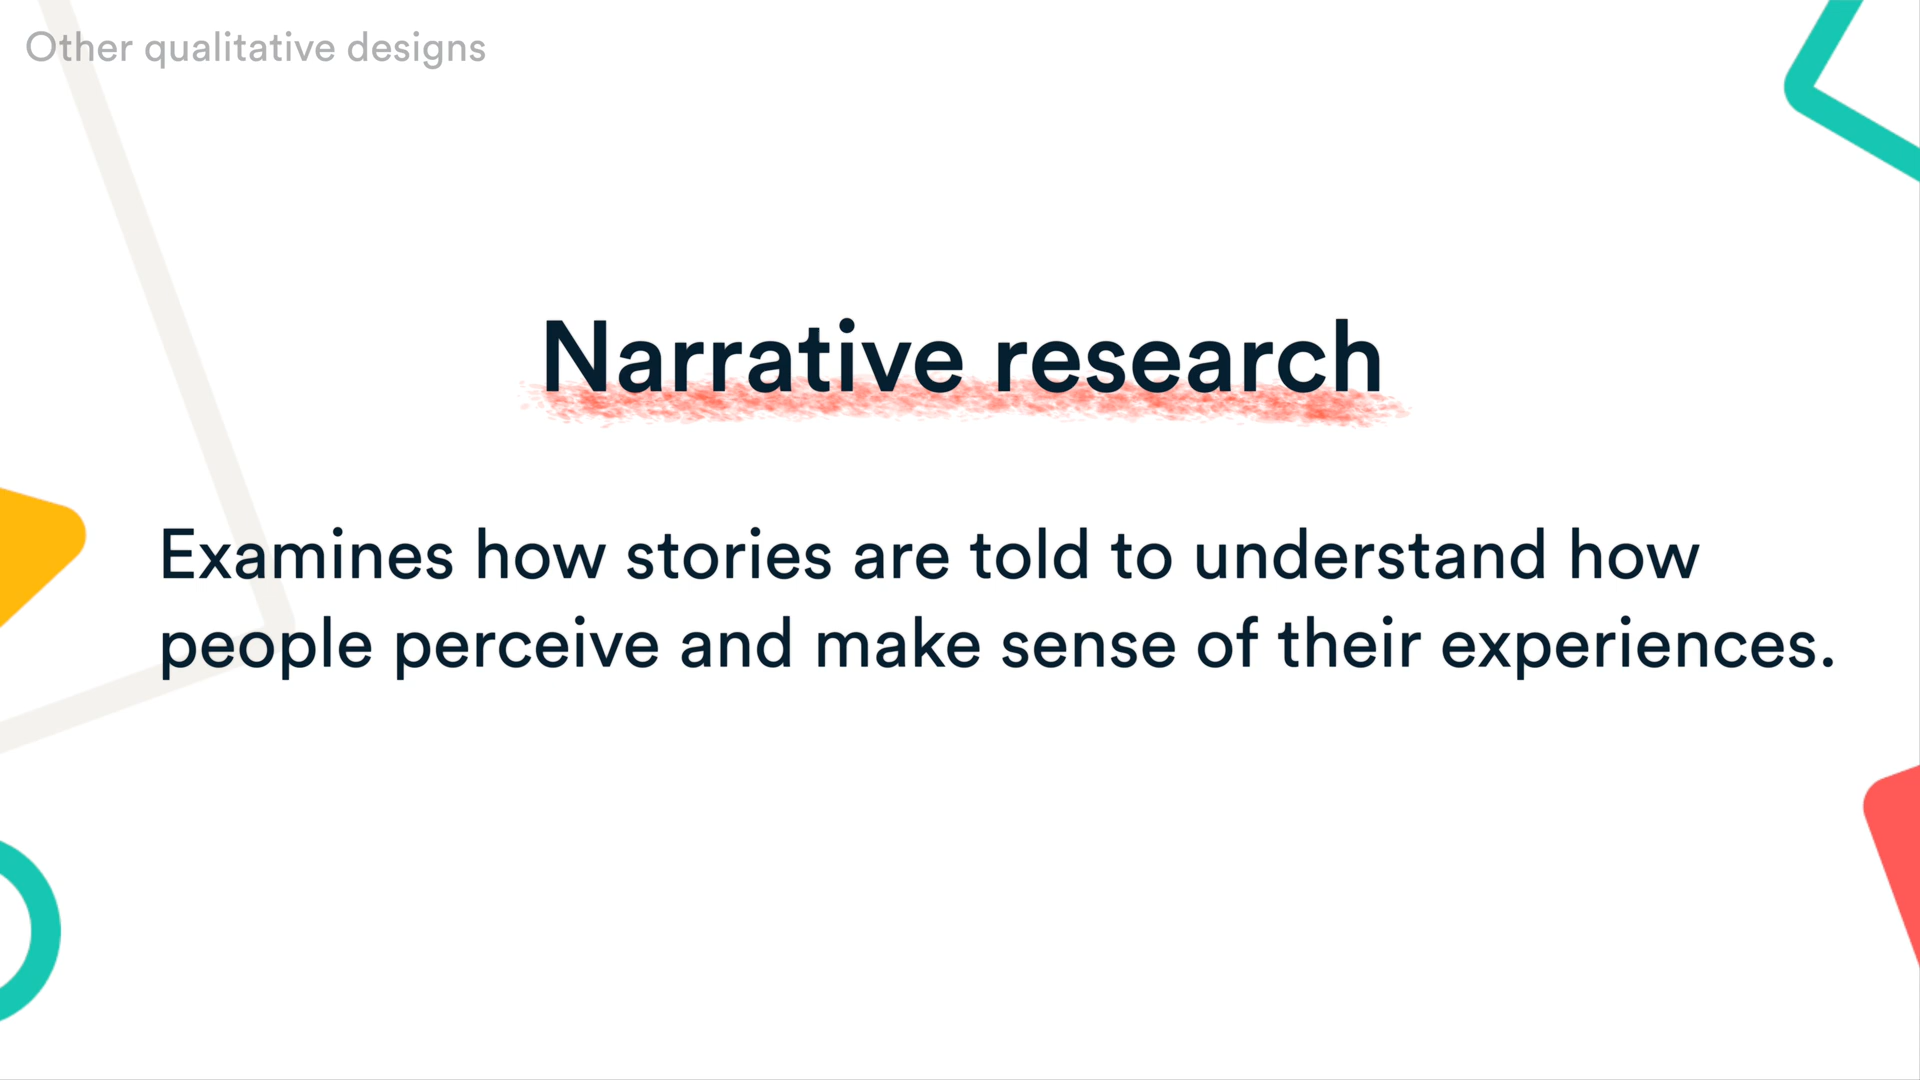 Other qualitative designs
Narrative research
Examines how stories are told to understand how
people perceive and make sense of their experiences.